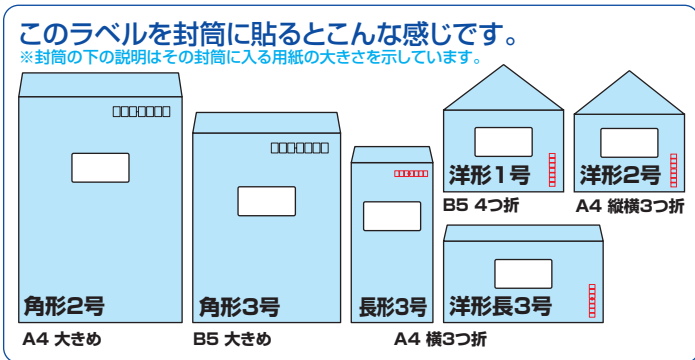 このラベルを封筒に貼るとこんな感じです。
※封筒の下の説明はその封筒に入る用紙の大きさを示しています。
角形2号
A4 大きめ
角形3号
B5 大きめ
長形3号
洋形1号
B5 4つ折
洋形2号
A4 縦横3つ折
洋形長3号
A4 横3つ折